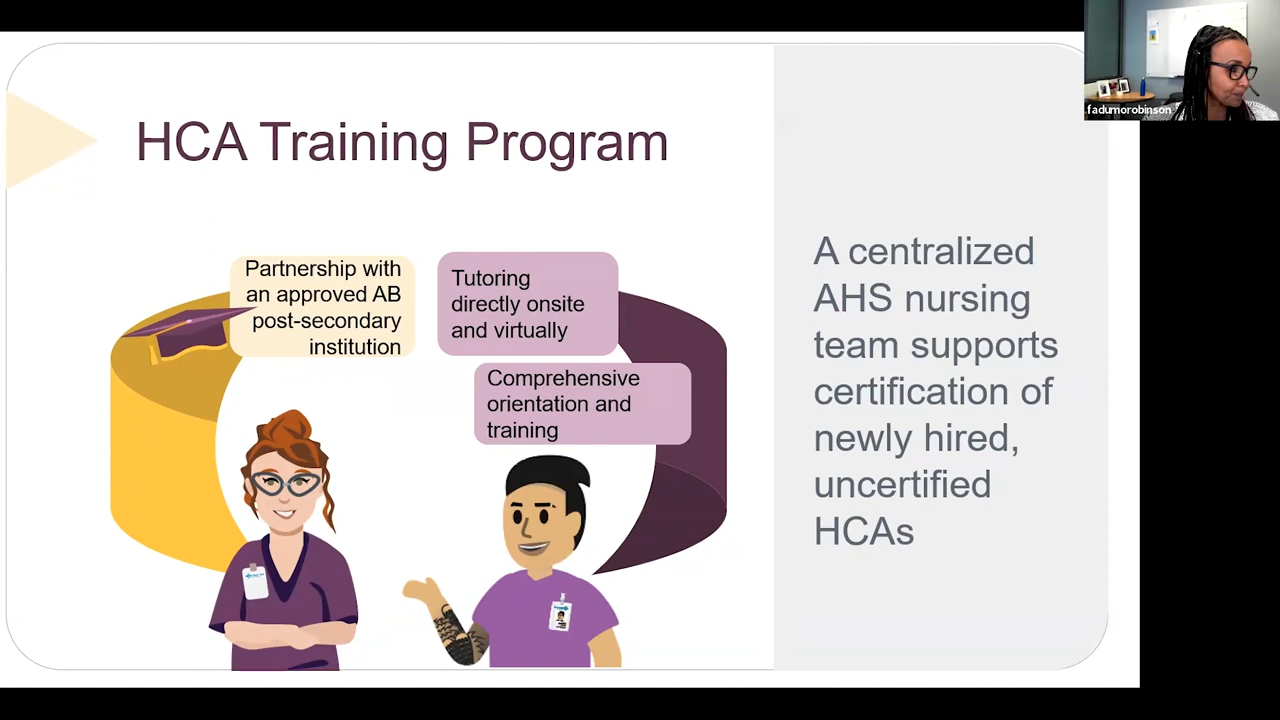 HCA Training Program
Partnership with
an approved AB
post-secondary
institution
Tutoring
directly onsite
and virtually
Comprehensive
orientation and
training
A centralized
AHS nursing
team supports
certification of
newly hired,
uncertified
HCAs
fadumorobinson